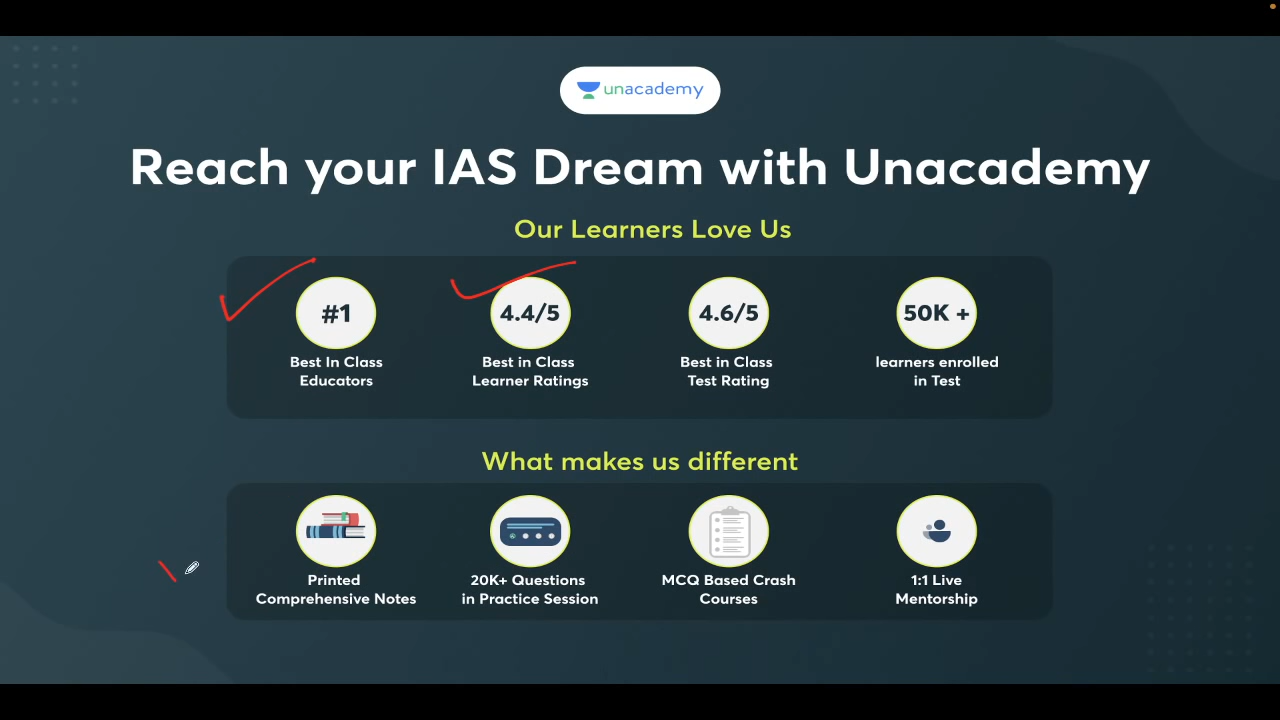 unacademy
Reach your IAS Dream with Unacademy
Our Learners Love Us
#1
Best In Class
Educators
4.4/5
Best in Class
Learner Ratings
4.6/5
Best in Class
Test Rating
50K +
learners enrolled
in Test
What makes us different
Printed
Comprehensive Notes
20K+ Questions
in Practice Session
MCQ Based Crash
Courses
1:1 Live
Mentorship